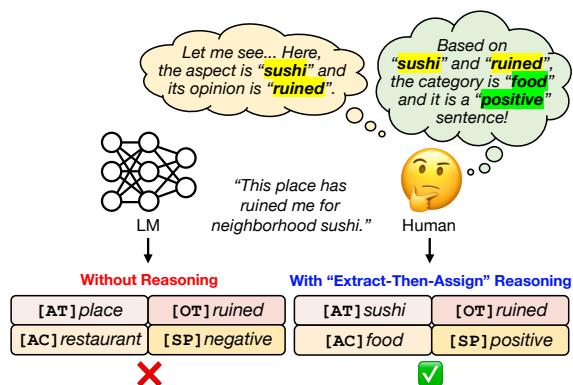 Let me see... Here,
the aspect is “sushi” and
its opinion is “ruined”.
Based on
“sushi” and “ruined”,
the category is “food”
and it is a “positive”
sentence!
“This place has
ruined me for
neighborhood sushi.”
LM
Human
Without Reasoning
With “Extract-Then-Assign” Reasoning
[AT]place [OT]ruined
[AC]restaurant [SP]negative
[AT]sushi [OT]ruined
[AC]food [SP]positive